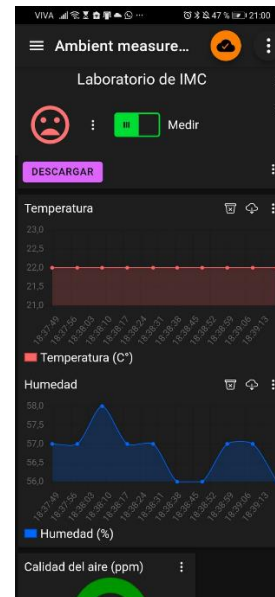 VIVA 47 % 21:00
Ambient measure...
Laboratorio de IMC
Medir
DESCARGAR
Temperatura
23,0
22,5
22,0
21,5
21,0
18:37:49 18:37:56 18:38:03 18:38:10 18:38:17 18:38:24 18:38:31 18:38:38 18:38:45 18:38:52 18:38:59 18:39:06 18:39:13
Temperatura (C°)
Humedad
58,0
57,5
57,0
56,5
56,0
18:37:49 18:37:56 18:38:03 18:38:10 18:38:17 18:38:24 18:38:31 18:38:38 18:38:45 18:38:52 18:38:59 18:39:06 18:39:13
Humedad (%)
Calidad del aire (ppm)